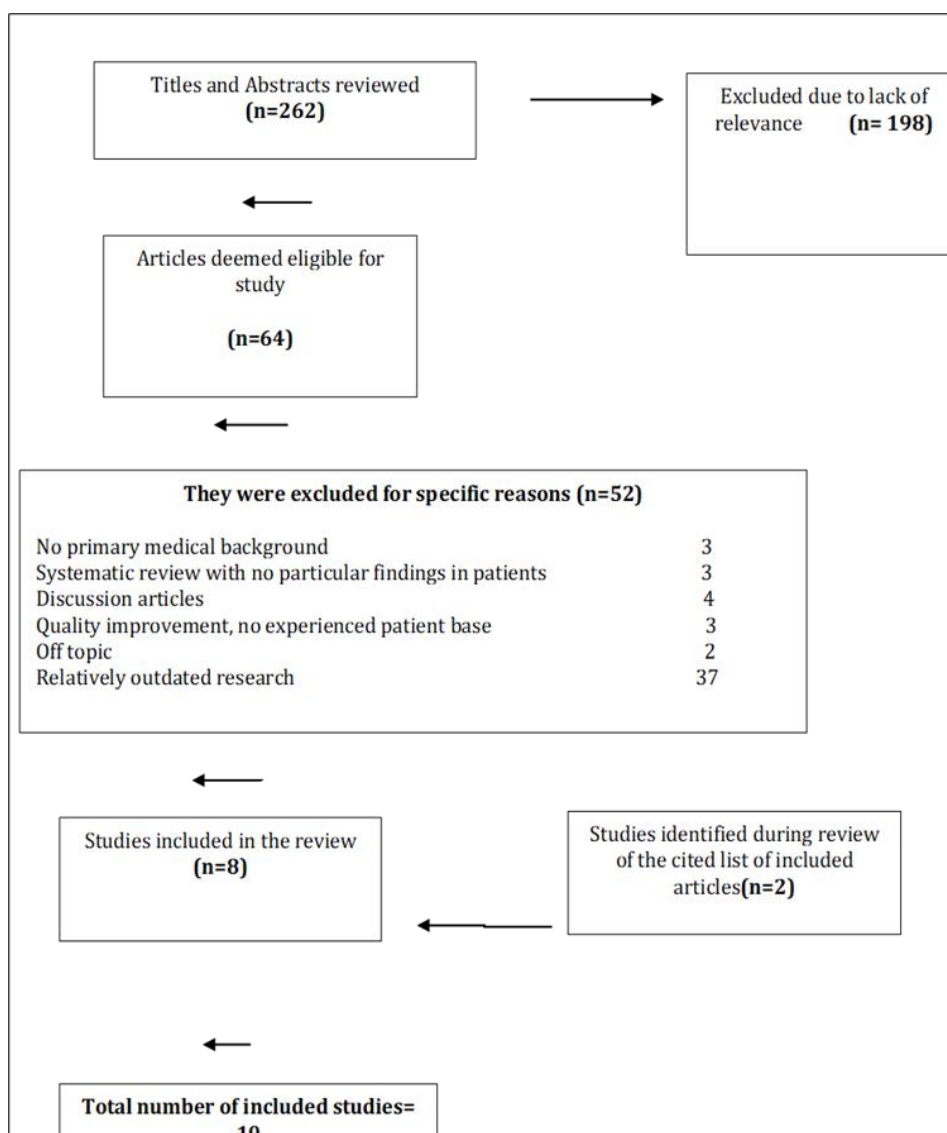 Titles and Abstracts reviewed
(n=262)
Excluded due to lack of
relevance (n= 198)
Articles deemed eligible for
study
(n=64)
They were excluded for specific reasons (n=52)
No primary medical background 3
Systematic review with no particular findings in patients 3
Discussion articles 4
Quality improvement, no experienced patient base 3
Off topic 2
Relatively outdated research 37
Studies included in the review
(n=8)
Studies identified during review
of the cited list of included
articles(n=2)
Total number of included studies=